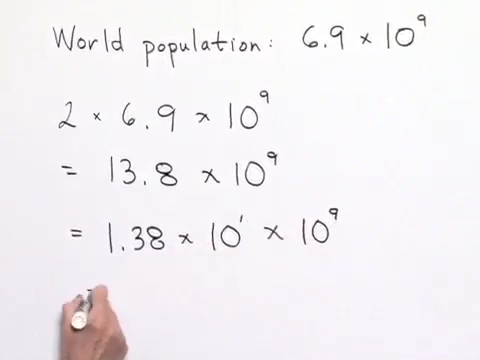 World population: 6.9 × 10⁹
2 × 6.9 × 10⁹
= 13.8 × 10⁹
= 1.38 × 10¹ × 10⁹